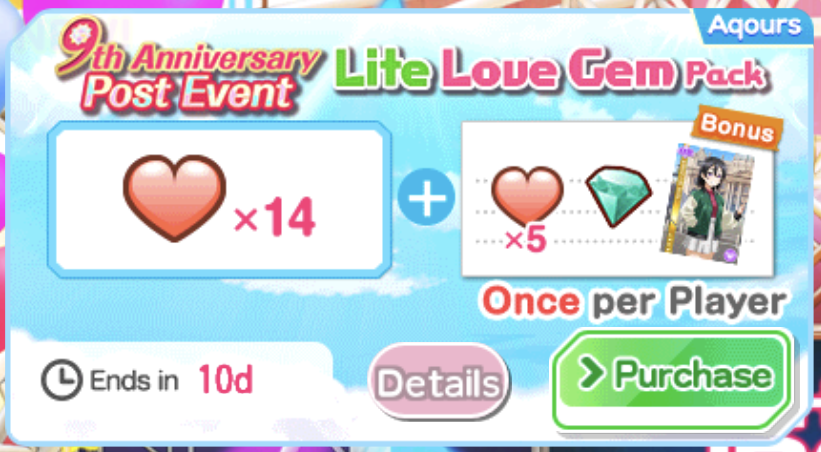 Aqours
9th Anniversary
Post Event
Lite Love Gem Pack
Bonus
×14
×5
Once per Player
Ends in 10d
Details
Purchase